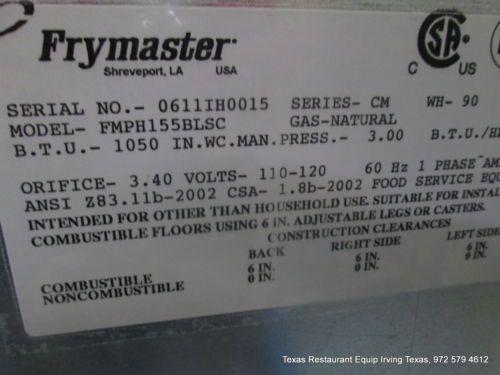 Frymaster
Shreveport, LA USA
CSA
C US
SERIAL NO.- 0611IH0015 SERIES- CM WH- 90
MODEL- FMPH155BLSC GAS-NATURAL
B.T.U.- 1050 IN.WC.MAN.PRESS.- 3.00 B.T.U./H
ORIFICE- 3.40 VOLTS- 110-120 60 Hz 1 PHASE AM
ANSI Z83.11b-2002 CSA- 1.8b-2002 FOOD SERVICE EQU
INTENDED FOR OTHER THAN HOUSEHOLD USE. SUITABLE FOR INSTAL
COMBUSTIBLE FLOORS USING 6 IN. ADJUSTABLE LEGS OR CASTERS.
CONSTRUCTION CLEARANCES
BACK RIGHT SIDE LEFT SIDE
COMBUSTIBLE 6 IN. 6 IN. 6 IN.
NONCOMBUSTIBLE 0 IN. 0 IN. 0 IN.
Texas Restaurant Equip Irving Texas, 972 579 4612